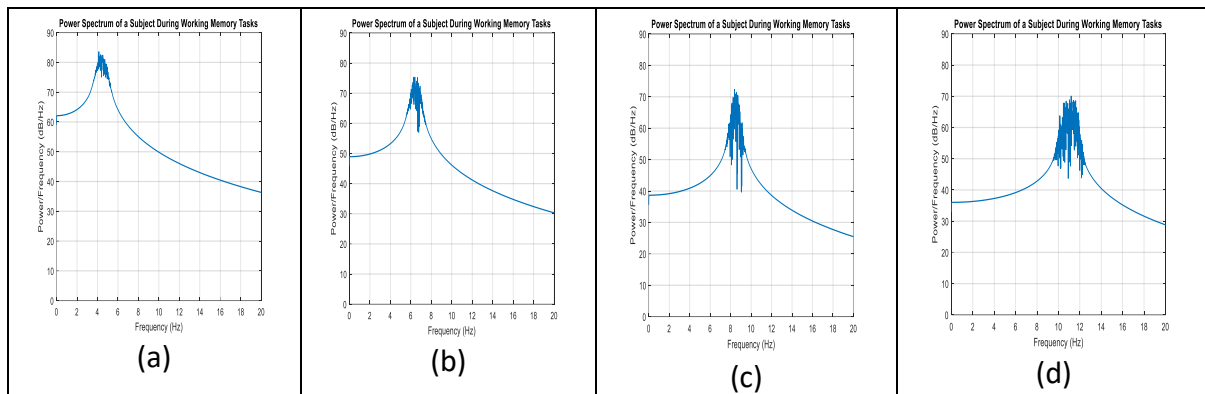 Power Spectrum of a Subject During Working Memory Tasks
Power/Frequency (dB/Hz)
90
80
70
60
50
40
30
20
10
0
0 2 4 6 8 10 12 14 16 18 20
Frequency (Hz)
(a)
Power Spectrum of a Subject During Working Memory Tasks
Power/Frequency (dB/Hz)
90
80
70
60
50
40
30
20
10
0
0 2 4 6 8 10 12 14 16 18 20
Frequency (Hz)
(b)
Power Spectrum of a Subject During Working Memory Tasks
Power/Frequency (dB/Hz)
90
80
70
60
50
40
30
20
10
0
0 2 4 6 8 10 12 14 16 18 20
Frequency (Hz)
(c)
Power Spectrum of a Subject During Working Memory Tasks
Power/Frequency (dB/Hz)
90
80
70
60
50
40
30
20
10
0
0 2 4 6 8 10 12 14 16 18 20
Frequency (Hz)
(d)